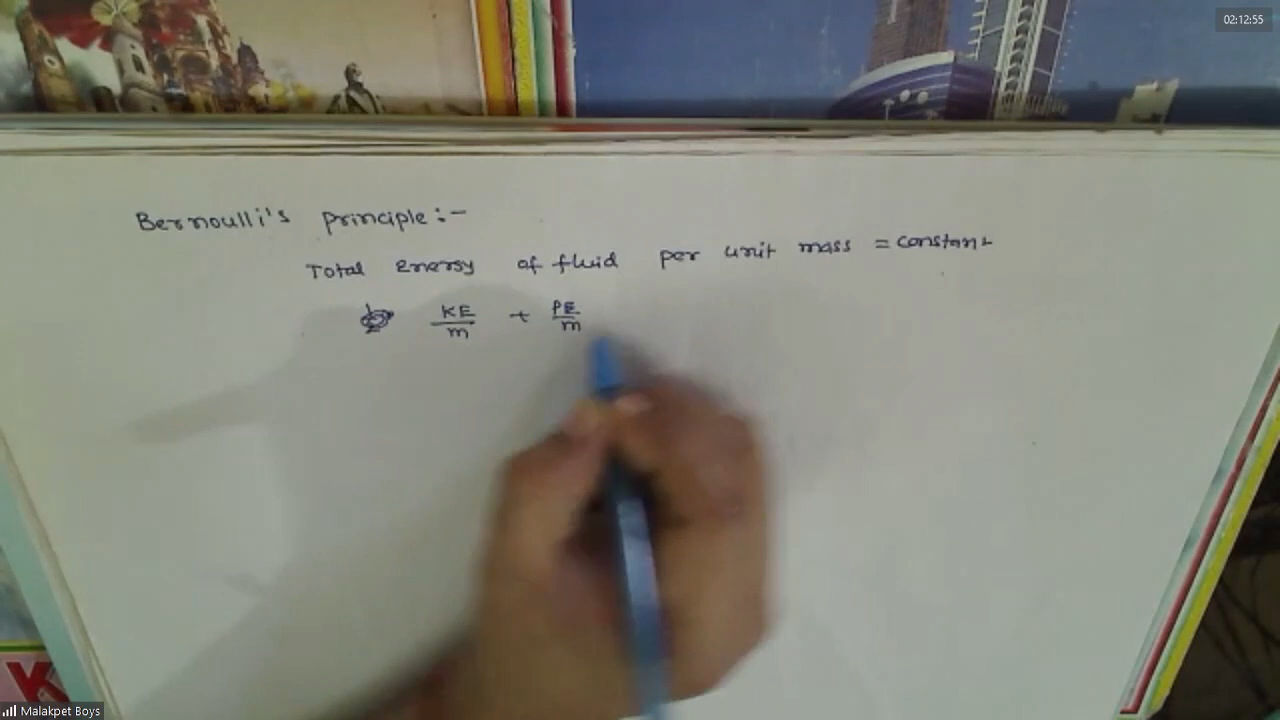 02:12:55
Bernoulli's principle:-
Total energy of fluid per unit mass = constant
KE/m + PE/m
K
Malakpet Boys